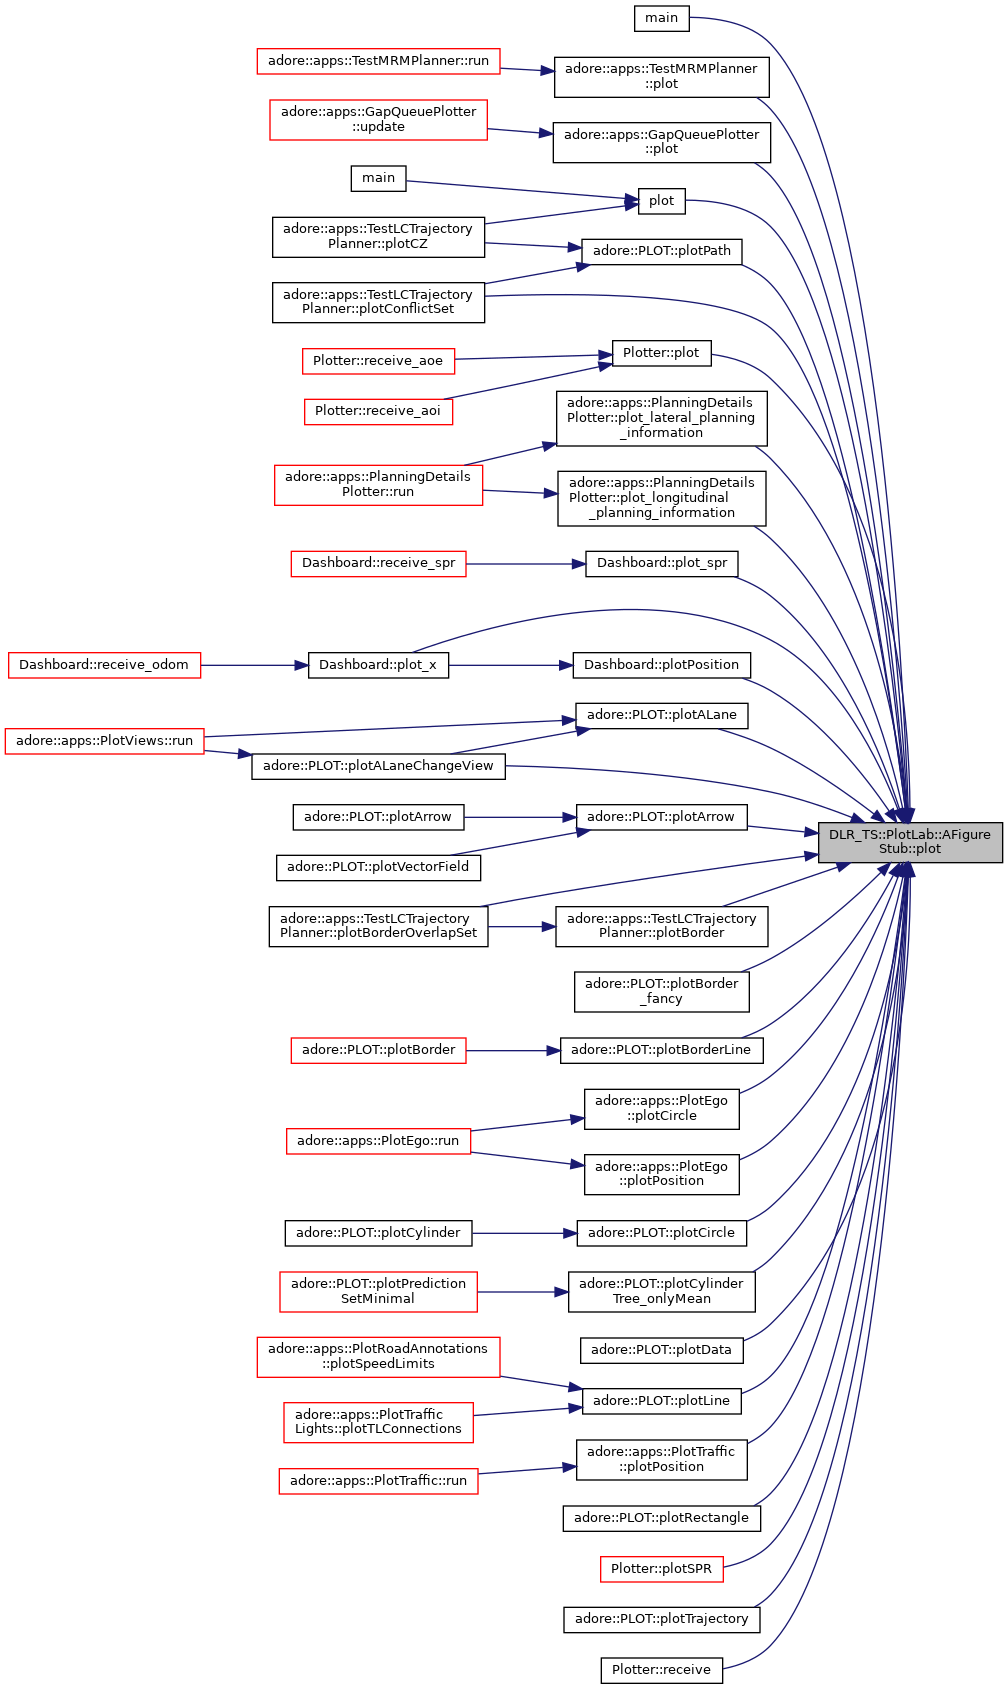 main
adore::apps::TestMRMPlanner::run
adore::apps::TestMRMPlanner
::plot
adore::apps::GapQueuePlotter
::update
adore::apps::GapQueuePlotter
::plot
main
plot
adore::apps::TestLCTrajectory
Planner::plotCZ
adore::PLOT::plotPath
adore::apps::TestLCTrajectory
Planner::plotConflictSet
Plotter::receive_aoe
Plotter::plot
Plotter::receive_aoi
adore::apps::PlanningDetails
Plotter::plot_lateral_planning
_information
adore::apps::PlanningDetails
Plotter::run
adore::apps::PlanningDetails
Plotter::plot_longitudinal
_planning_information
Dashboard::receive_spr
Dashboard::plot_spr
Dashboard::receive_odom
Dashboard::plot_x
Dashboard::plotPosition
adore::PLOT::plotALane
adore::apps::PlotViews::run
adore::PLOT::plotALaneChangeView
adore::PLOT::plotArrow
adore::PLOT::plotArrow
DLR_TS::PlotLab::AFigure
Stub::plot
adore::PLOT::plotVectorField
adore::apps::TestLCTrajectory
Planner::plotBorderOverlapSet
adore::apps::TestLCTrajectory
Planner::plotBorder
adore::PLOT::plotBorder
_fancy
adore::PLOT::plotBorder
adore::PLOT::plotBorderLine
adore::apps::PlotEgo
::plotCircle
adore::apps::PlotEgo::run
adore::apps::PlotEgo
::plotPosition
adore::PLOT::plotCylinder
adore::PLOT::plotCircle
adore::PLOT::plotPrediction
SetMinimal
adore::PLOT::plotCylinder
Tree_onlyMean
adore::apps::PlotRoadAnnotations
::plotSpeedLimits
adore::PLOT::plotData
adore::PLOT::plotLine
adore::apps::PlotTraffic
Lights::plotTLConnections
adore::apps::PlotTraffic
::plotPosition
adore::apps::PlotTraffic::run
adore::PLOT::plotRectangle
Plotter::plotSPR
adore::PLOT::plotTrajectory
Plotter::receive